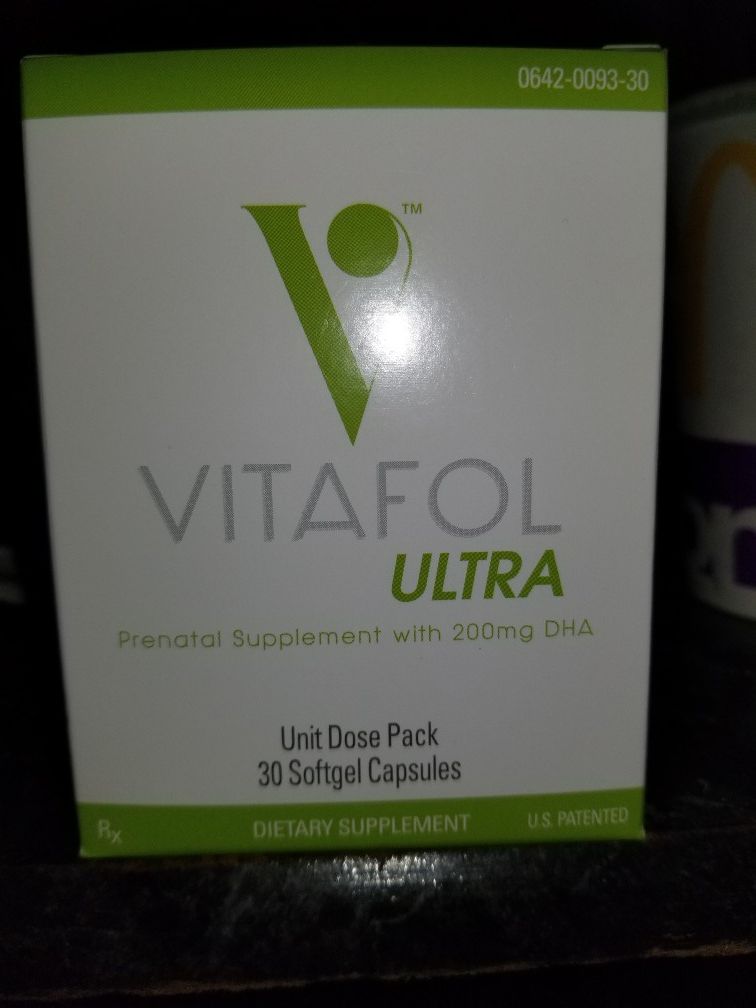 0642-0093-30
TM
VITAFOL
ULTRA
Prenatal Supplement with 200mg DHA
Unit Dose Pack
30 Softgel Capsules
Rx
DIETARY SUPPLEMENT
U.S. PATENTED